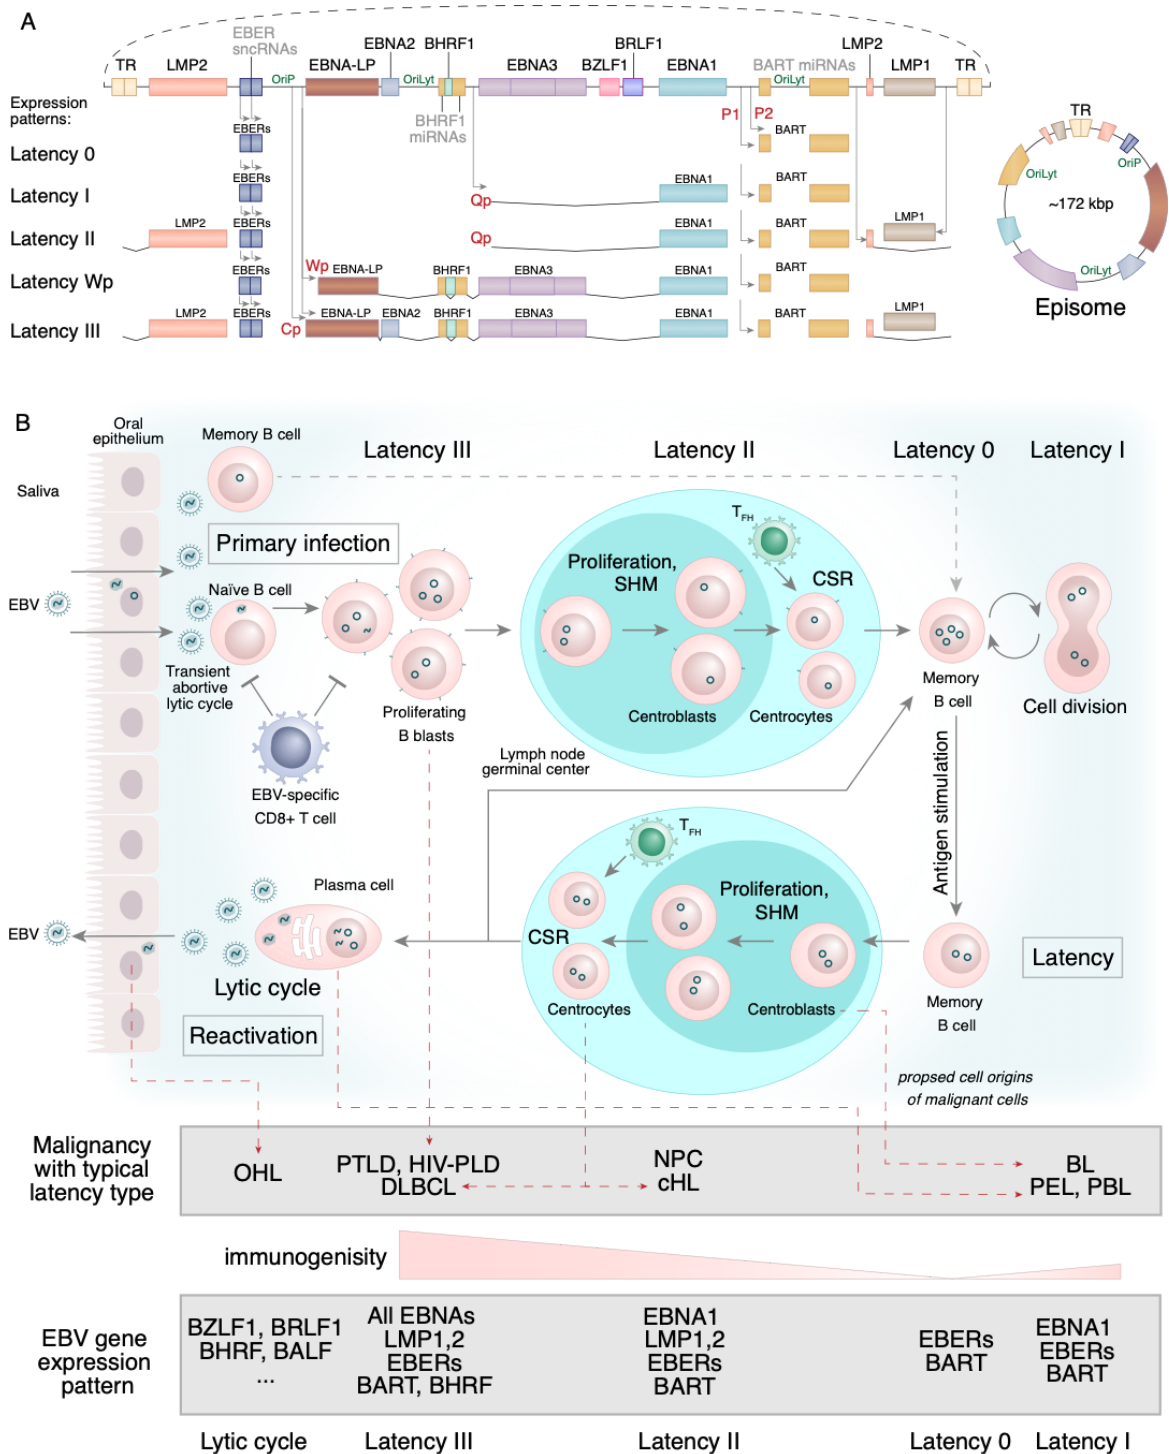 A
EBER
sncRNAs
TR
LMP2
OriP
EBNA-LP
EBNA2
OriLyt
BHRF1
EBNA3
BZLF1
BRLF1
EBNA1
BART miRNAs
OriLyt
LMP2
LMP1
TR
Expression
patterns:
BHRF1
miRNAs
P1
P2
Latency 0
EBERs
BART
Latency I
EBERs
Qp
EBNA1
BART
Latency II
LMP2
EBERs
Qp
EBNA1
BART
LMP1
Latency Wp
EBERs
Wp
EBNA-LP
BHRF1
EBNA3
EBNA1
BART
Latency III
LMP2
EBERs
Cp
EBNA-LP
EBNA2
BHRF1
EBNA3
EBNA1
BART
LMP1
TR
OriP
OriLyt
~172 kbp
OriLyt
Episome
B
Oral
epithelium
Memory B cell
Latency III
Latency II
Latency 0
Latency I
Saliva
Primary infection
TFH
Proliferation,
SHM
CSR
EBV
Naïve B cell
Transient
abortive
lytic cycle
Proliferating
B blasts
Centroblasts
Centrocytes
Memory
B cell
Cell division
Lymph node
germinal center
EBV-specific
CD8+ T cell
Antigen stimulation
TFH
Plasma cell
Proliferation,
SHM
EBV
CSR
Latency
Lytic cycle
Centrocytes
Centroblasts
Memory
B cell
Reactivation
propsed cell origins
of malignant cells
Malignancy
with typical
latency type
OHL
PTLD, HIV-PLD
DLBCL
NPC
cHL
BL
PEL, PBL
immunogenisity
EBV gene
expression
pattern
BZLF1, BRLF1
BHRF, BALF
...
All EBNAs
LMP1,2
EBERs
BART, BHRF
EBNA1
LMP1,2
EBERs
BART
EBERs
BART
EBNA1
EBERs
BART
Lytic cycle
Latency III
Latency II
Latency 0
Latency I